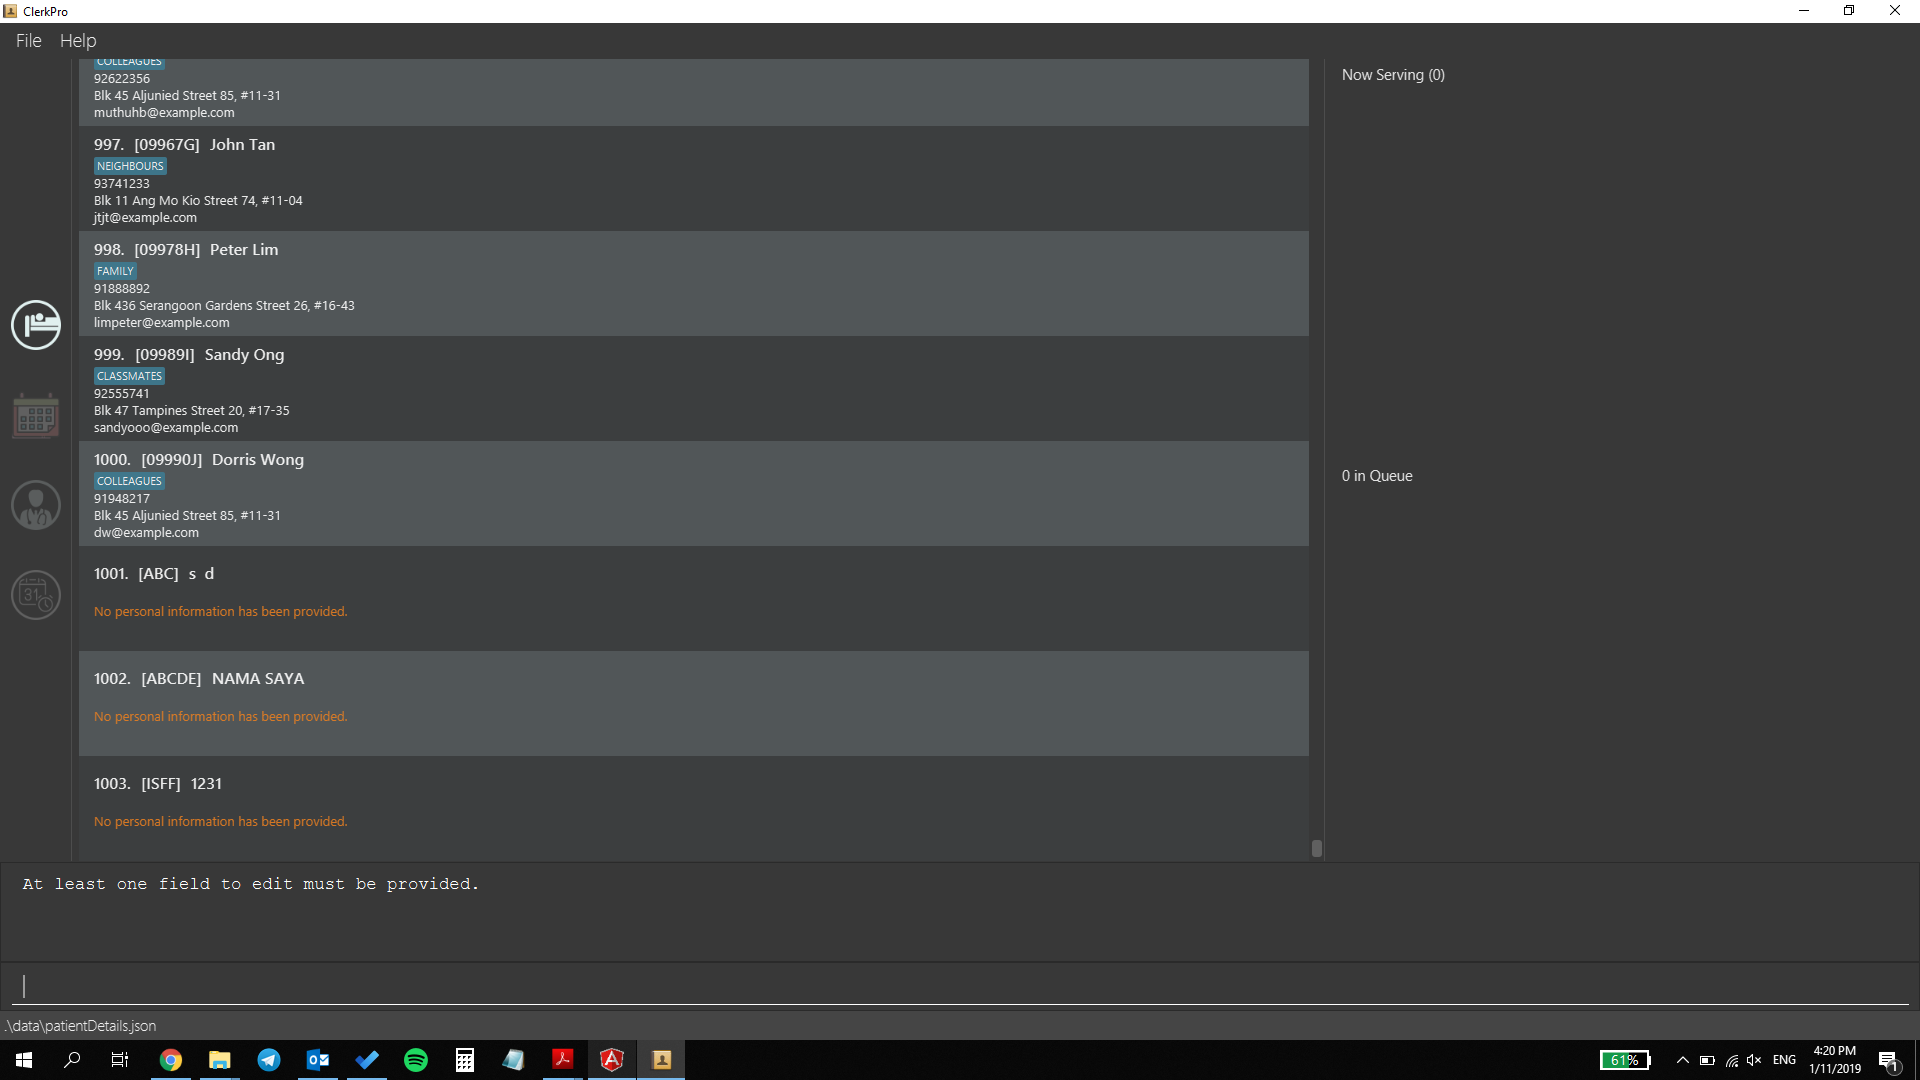 ClerkPro
File Help
COLLEAGUES
92622356
Blk 45 Aljunied Street 85, #11-31
muthuhb@example.com
997. [09967G] John Tan
NEIGHBOURS
93741233
Blk 11 Ang Mo Kio Street 74, #11-04
jtjt@example.com
998. [09978H] Peter Lim
FAMILY
91888892
Blk 436 Serangoon Gardens Street 26, #16-43
limpeter@example.com
999. [09989I] Sandy Ong
CLASSMATES
92555741
Blk 47 Tampines Street 20, #17-35
sandyooo@example.com
1000. [09990J] Dorris Wong
COLLEAGUES
91948217
Blk 45 Aljunied Street 85, #11-31
dw@example.com
1001. [ABC] s d
No personal information has been provided.
1002. [ABCDE] NAMA SAYA
No personal information has been provided.
1003. [ISFF] 1231
No personal information has been provided.
Now Serving (0)
0 in Queue
31
At least one field to edit must be provided.
.\data\patientDetails.json
61%
ENG
4:20 PM
1/11/2019
1